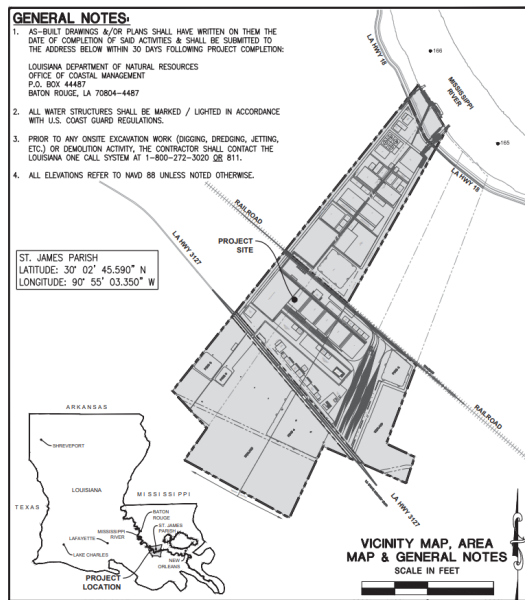 GENERAL NOTES:
1. AS-BUILT DRAWINGS &/OR PLANS SHALL HAVE WRITTEN ON THEM THE
DATE OF COMPLETION OF SAID ACTIVITIES & SHALL BE SUBMITTED TO
THE ADDRESS BELOW WITHIN 30 DAYS FOLLOWING PROJECT COMPLETION:
LOUISIANA DEPARTMENT OF NATURAL RESOURCES
OFFICE OF COASTAL MANAGEMENT
P.O. BOX 44487
BATON ROUGE, LA 70804-4487
2. ALL WATER STRUCTURES SHALL BE MARKED / LIGHTED IN ACCORDANCE
WITH U.S. COAST GUARD REGULATIONS.
3. PRIOR TO ANY ONSITE EXCAVATION WORK (DIGGING, DREDGING, JETTING,
ETC.) OR DEMOLITION ACTIVITY, THE CONTRACTOR SHALL CONTACT THE
LOUISIANA ONE CALL SYSTEM AT 1-800-272-3020 OR 811.
4. ALL ELEVATIONS REFER TO NAVD 88 UNLESS NOTED OTHERWISE.
LA HWY 18
166
MISSISSIPPI
RIVER
165
LA HWY 18
RAILROAD
LA HWY 3127
PROJECT
SITE
ST. JAMES PARISH
LATITUDE: 30° 02' 45.590" N
LONGITUDE: 90° 55' 03.350" W
RAILROAD
LA HWY 3127
ARKANSAS
SHREVEPORT
LOUISIANA
MISSISSIPPI
TEXAS
BATON
ROUGE
MISSISSIPPI
RIVER
ST. JAMES
PARISH
LAFAYETTE
LAKE CHARLES
NEW
ORLEANS
PROJECT
LOCATION
VICINITY MAP, AREA
MAP & GENERAL NOTES
SCALE IN FEET